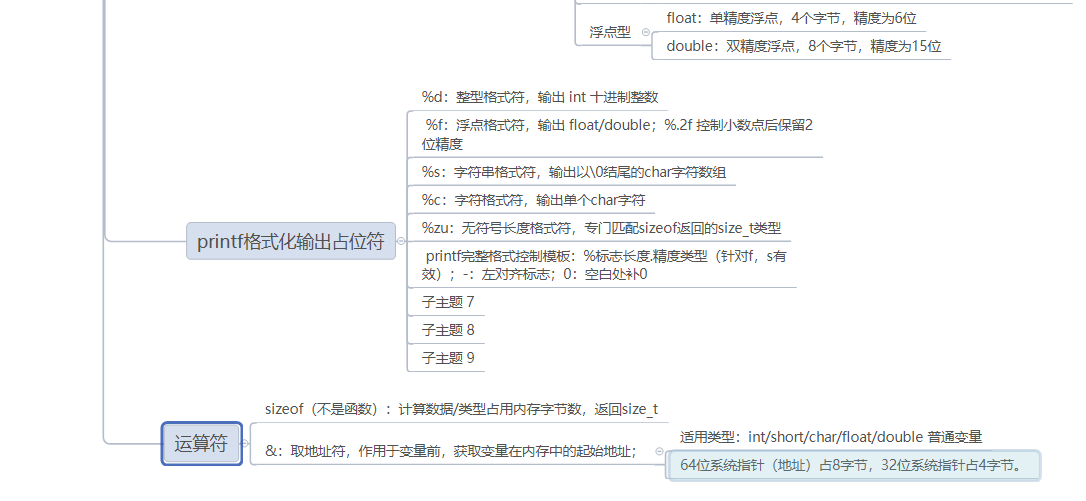 浮点型
float：单精度浮点，4个字节，精度为6位
double：双精度浮点，8个字节，精度为15位
printf格式化输出占位符
%d：整型格式符，输出 int 十进制整数
%f：浮点格式符，输出 float/double；%.2f 控制小数点后保留2
位精度
%s：字符串格式符，输出以\0结尾的char字符数组
%c：字符格式符，输出单个char字符
%zu：无符号长度格式符，专门匹配sizeof返回的size_t类型
printf完整格式控制模板：%标志长度.精度类型（针对f，s有
效）；-：左对齐标志；0：空白处补0
子主题 7
子主题 8
子主题 9
运算符
sizeof（不是函数）：计算数据/类型占用内存字节数，返回size_t
&：取地址符，作用于变量前，获取变量在内存中的起始地址；
适用类型：int/short/char/float/double 普通变量
64位系统指针（地址）占8字节，32位系统指针占4字节。